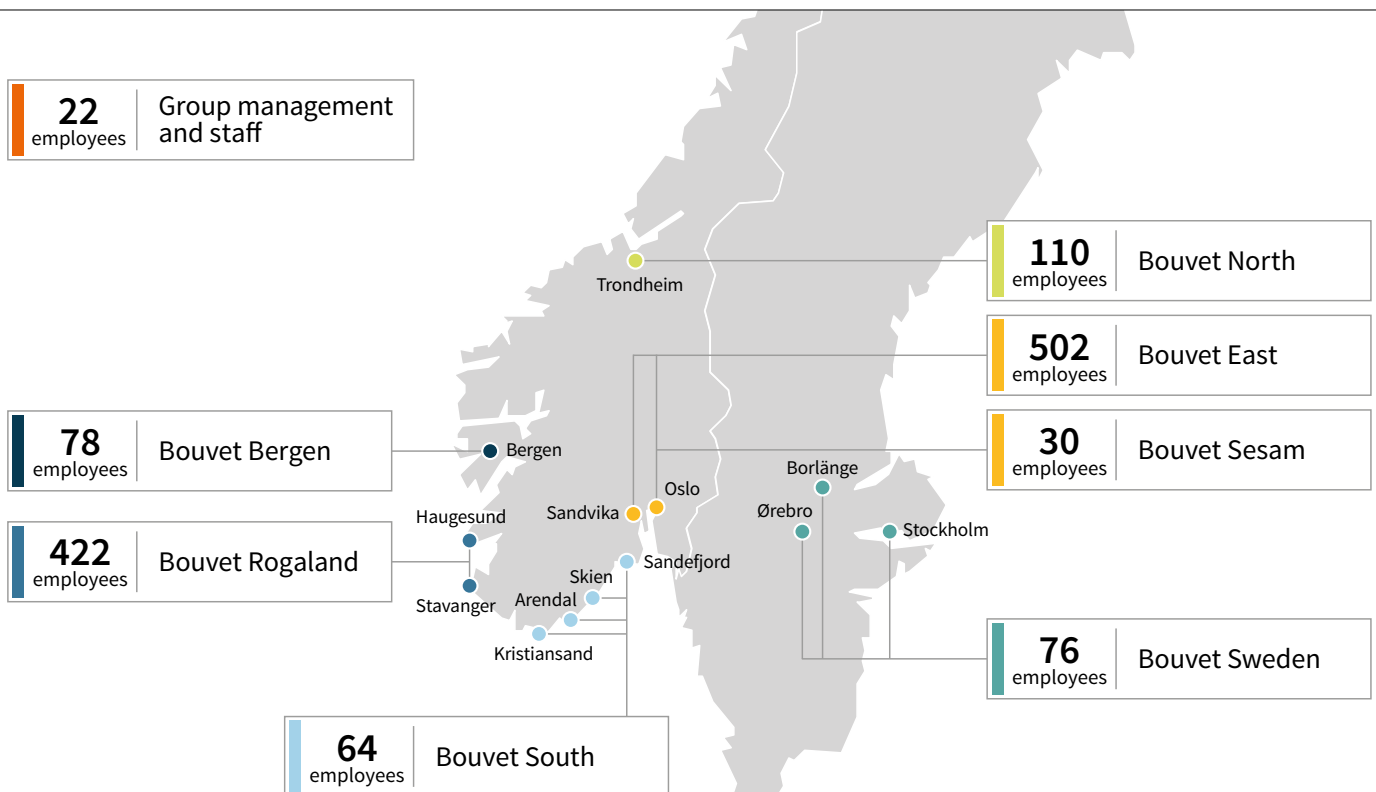 22
employees
Group management
and staff
110
employees
Bouvet North
Trondheim
502
employees
Bouvet East
78
employees
Bouvet Bergen
Bergen
30
employees
Bouvet Sesam
Borlänge
Oslo
Sandvika
Ørebro
Stockholm
Haugesund
422
employees
Bouvet Rogaland
Stavanger
Sandefjord
Skien
Arendal
Kristiansand
76
employees
Bouvet Sweden
64
employees
Bouvet South